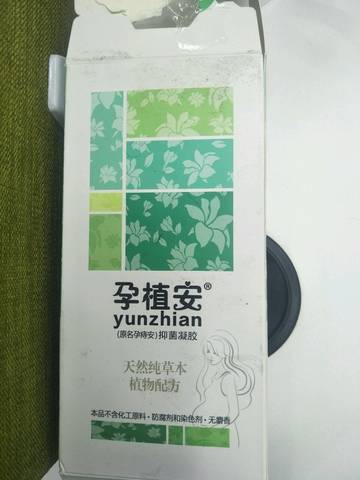 孕植安®
yunzhian
(原名孕痔安)抑菌凝胶
天然纯草本
植物配方
本品不含化工原料·防腐剂和染色剂·无麝香